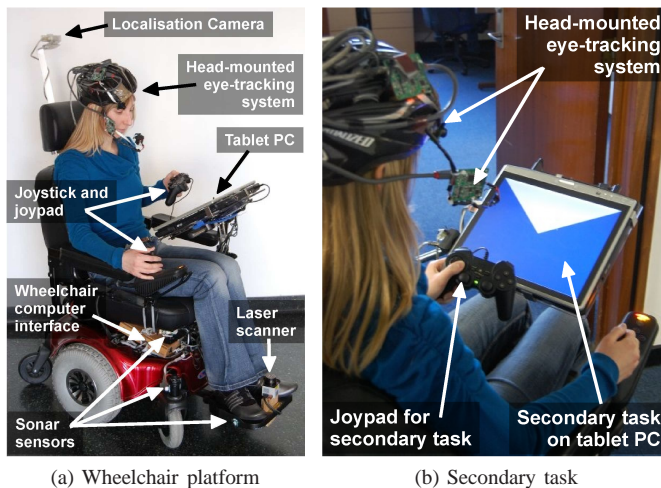 Localisation Camera
Head-mounted
eye-tracking
system
Tablet PC
Joystick and
joypad
Wheelchair
computer
interface
Laser
scanner
Sonar
sensors
(a) Wheelchair platform
Head-mounted
eye-tracking
system
Joypad for
secondary task
Secondary task
on tablet PC
(b) Secondary task